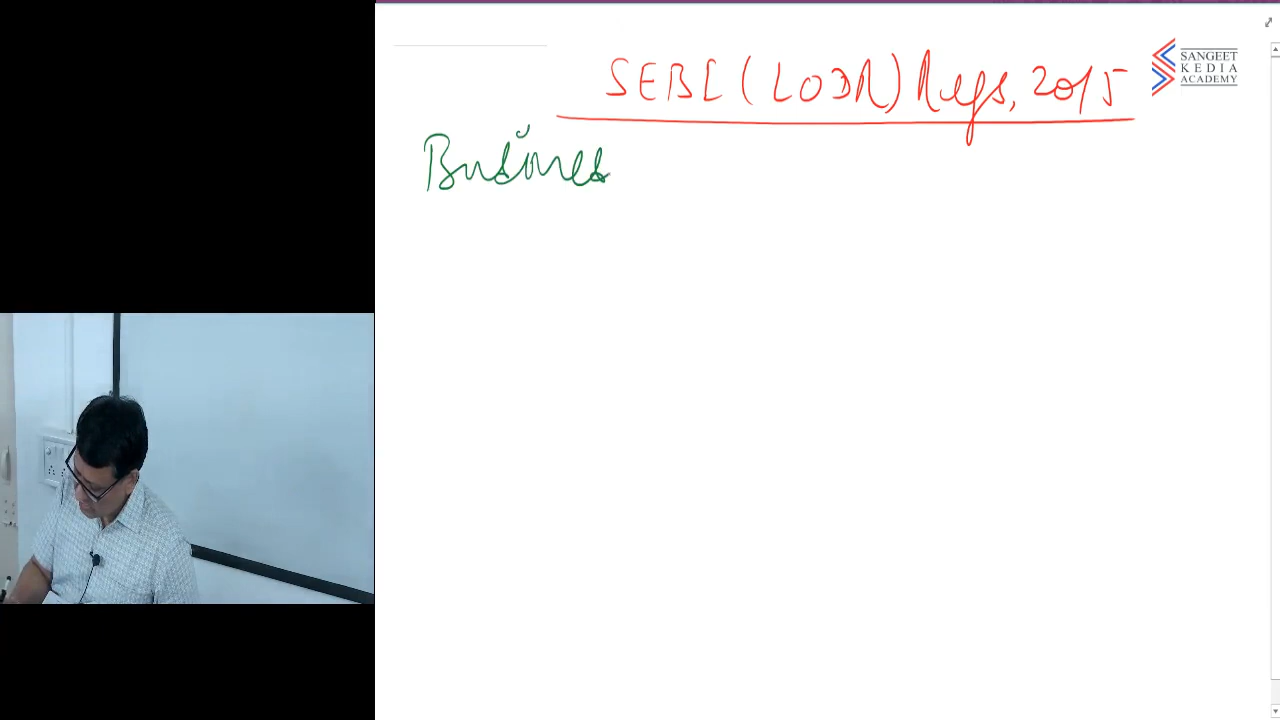 SEBI (LODR) Regs, 2015
SANGEET
KEDIA
ACADEMY
Business